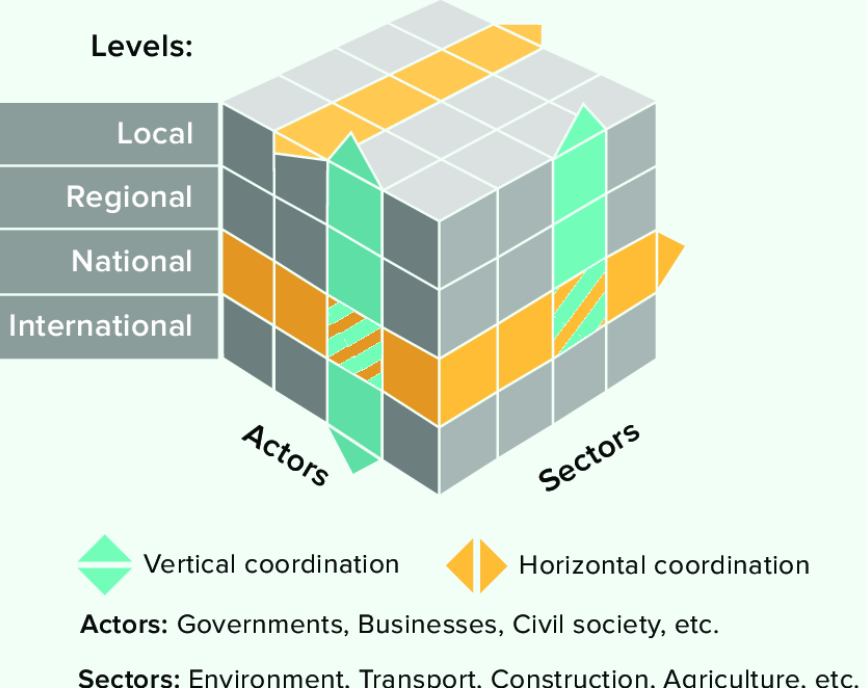 Levels:
Local
Regional
National
International
Actors
Sectors
Vertical coordination
Horizontal coordination
Actors: Governments, Businesses, Civil society, etc.
Sectors: Environment, Transport, Construction, Agriculture, etc.